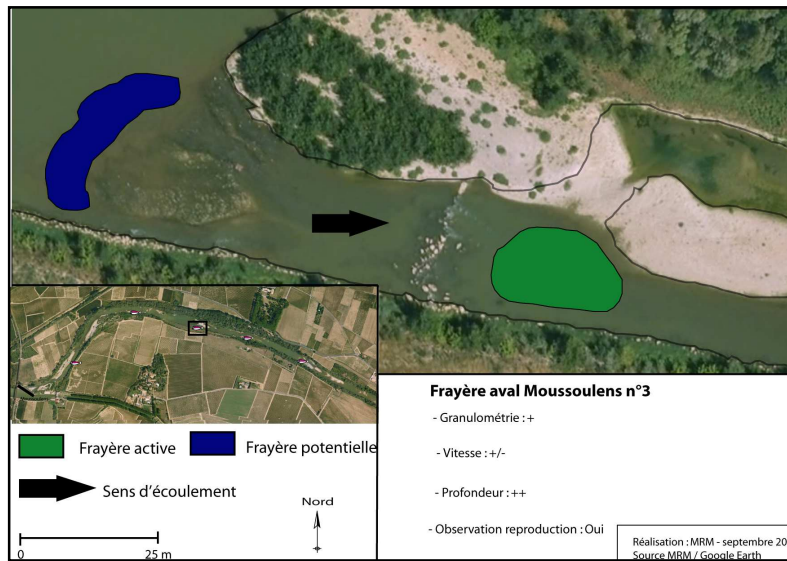 Frayère aval Moussoulens n°3
- Granulométrie : +
- Vitesse : +/-
- Profondeur : ++
- Observation reproduction : Oui
Frayère active
Frayère potentielle
Sens d'écoulement
Nord
0
25 m
Réalisation : MRM - septembre 20
Source MRM / Google Earth